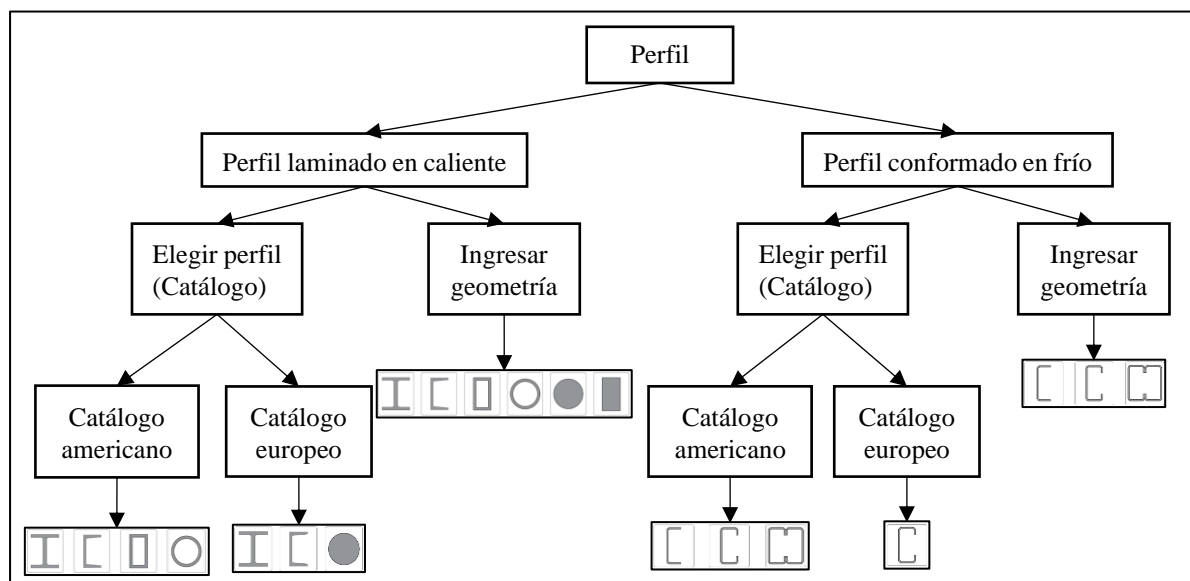 Perfil
Perfil laminado en caliente
Perfil conformado en frío
Elegir perfil
(Catálogo)
Ingresar
geometría
Elegir perfil
(Catálogo)
Ingresar
geometría
Catálogo
americano
Catálogo
europeo
Catálogo
americano
Catálogo
europeo